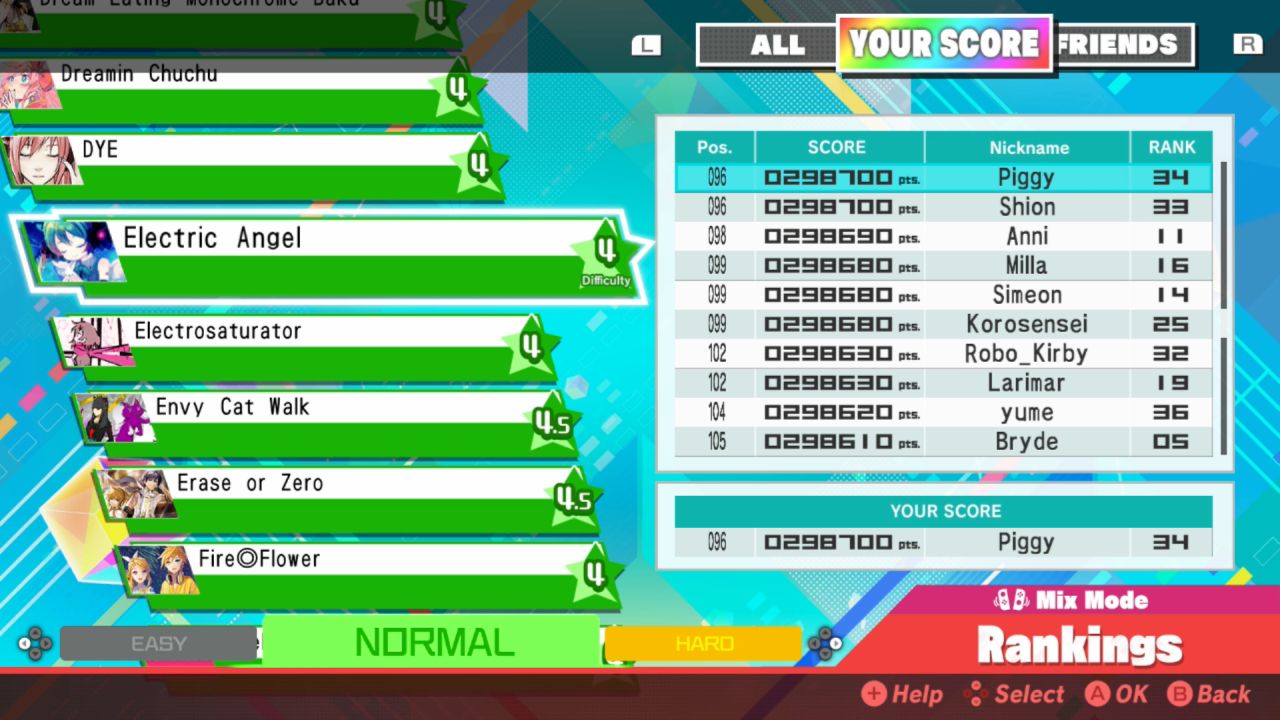 Dream Eating Monochrome Baku
4
L
ALL
YOUR SCORE
FRIENDS
R
Dreamin Chuchu
4
DYE
4
Electric Angel
4
Difficulty
Electrosaturator
4
Envy Cat Walk
4.5
Erase or Zero
4.5
Fire◎Flower
4
Pos. SCORE Nickname RANK
096 0298700 pts. Piggy 34
096 0298700 pts. Shion 33
098 0298690 pts. Anni 11
099 0298680 pts. Milla 16
099 0298680 pts. Simeon 14
099 0298680 pts. Korosensei 25
102 0298630 pts. Robo_Kirby 32
102 0298630 pts. Larimar 19
104 0298620 pts. yume 36
105 0298610 pts. Bryde 05
YOUR SCORE
096 0298700 pts. Piggy 34
Mix Mode
Rankings
EASY NORMAL HARD
+ Help Select A OK B Back